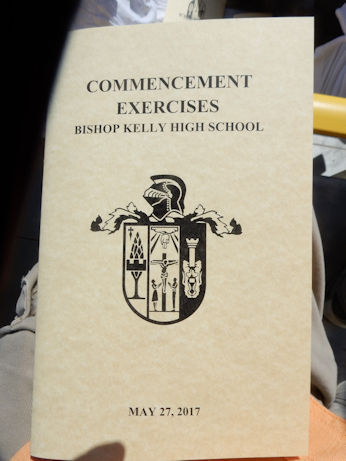 COMMENCEMENT
EXERCISES
BISHOP KELLY HIGH SCHOOL
MAY 27, 2017